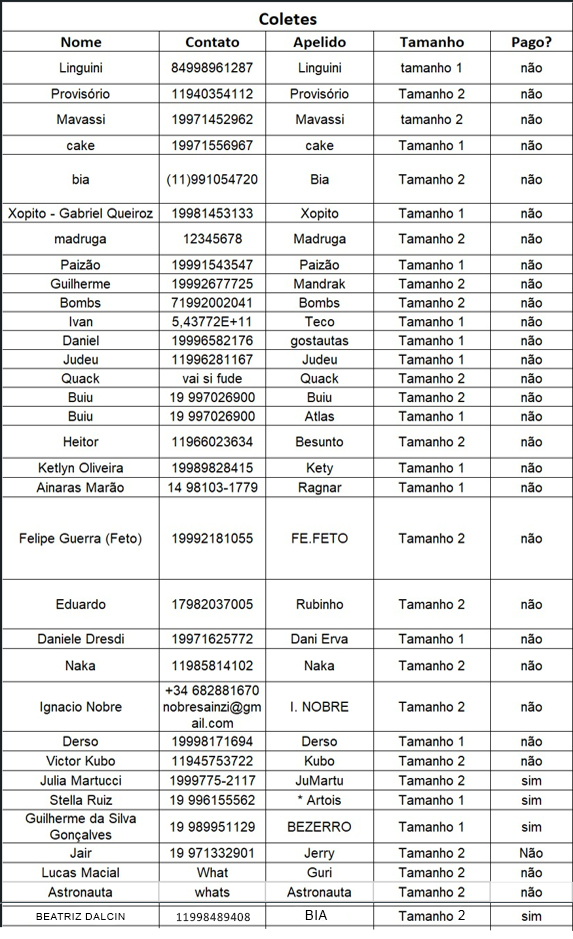 Coletes
Nome Contato Apelido Tamanho Pago?
Linguini 84998961287 Linguini tamanho 1 não
Provisório 11940354112 Provisório Tamanho 2 não
Mavassi 19971452962 Mavassi tamanho 2 não
cake 19971556967 cake Tamanho 1 não
bia (11)991054720 Bia Tamanho 2 não
Xopito - Gabriel Queiroz 19981453133 Xopito Tamanho 1 não
madruga 12345678 Madruga Tamanho 2 não
Paizão 19991543547 Paizão Tamanho 1 não
Guilherme 19992677725 Mandrak Tamanho 2 não
Bombs 71992002041 Bombs Tamanho 2 não
Ivan 5,43772E+11 Teco Tamanho 1 não
Daniel 19996582176 gostautas Tamanho 1 não
Judeu 11996281167 Judeu Tamanho 1 não
Quack vai si fude Quack Tamanho 2 não
Buiu 19 997026900 Buiu Tamanho 2 não
Buiu 19 997026900 Atlas Tamanho 1 não
Heitor 11966023634 Besunto Tamanho 2 não
Ketlyn Oliveira 19989828415 Kety Tamanho 1 não
Ainaras Marão 14 98103-1779 Ragnar Tamanho 1 não
Felipe Guerra (Feto) 19992181055 FE.FETO Tamanho 2 não
Eduardo 17982037005 Rubinho Tamanho 2 não
Daniele Dresdi 19971625772 Dani Erva Tamanho 1 não
Naka 11985814102 Naka Tamanho 2 não
+34 682881670
Ignacio Nobre nobresainzi@gm I. NOBRE Tamanho 2 não
ail.com
Derso 19998171694 Derso Tamanho 1 não
Victor Kubo 11945753722 Kubo Tamanho 2 não
Julia Martucci 1999775-2117 JuMartu Tamanho 2 sim
Stella Ruiz 19 996155562 * Artois Tamanho 1 sim
Guilherme da Silva
Gonçalves 19 989951129 BEZERRO Tamanho 1 sim
Jair 19 971332901 Jerry Tamanho 2 Não
Lucas Macial What Guri Tamanho 2 não
Astronauta whats Astronauta Tamanho 2 não
BEATRIZ DALCIN 11998489408 BIA Tamanho 2 sim